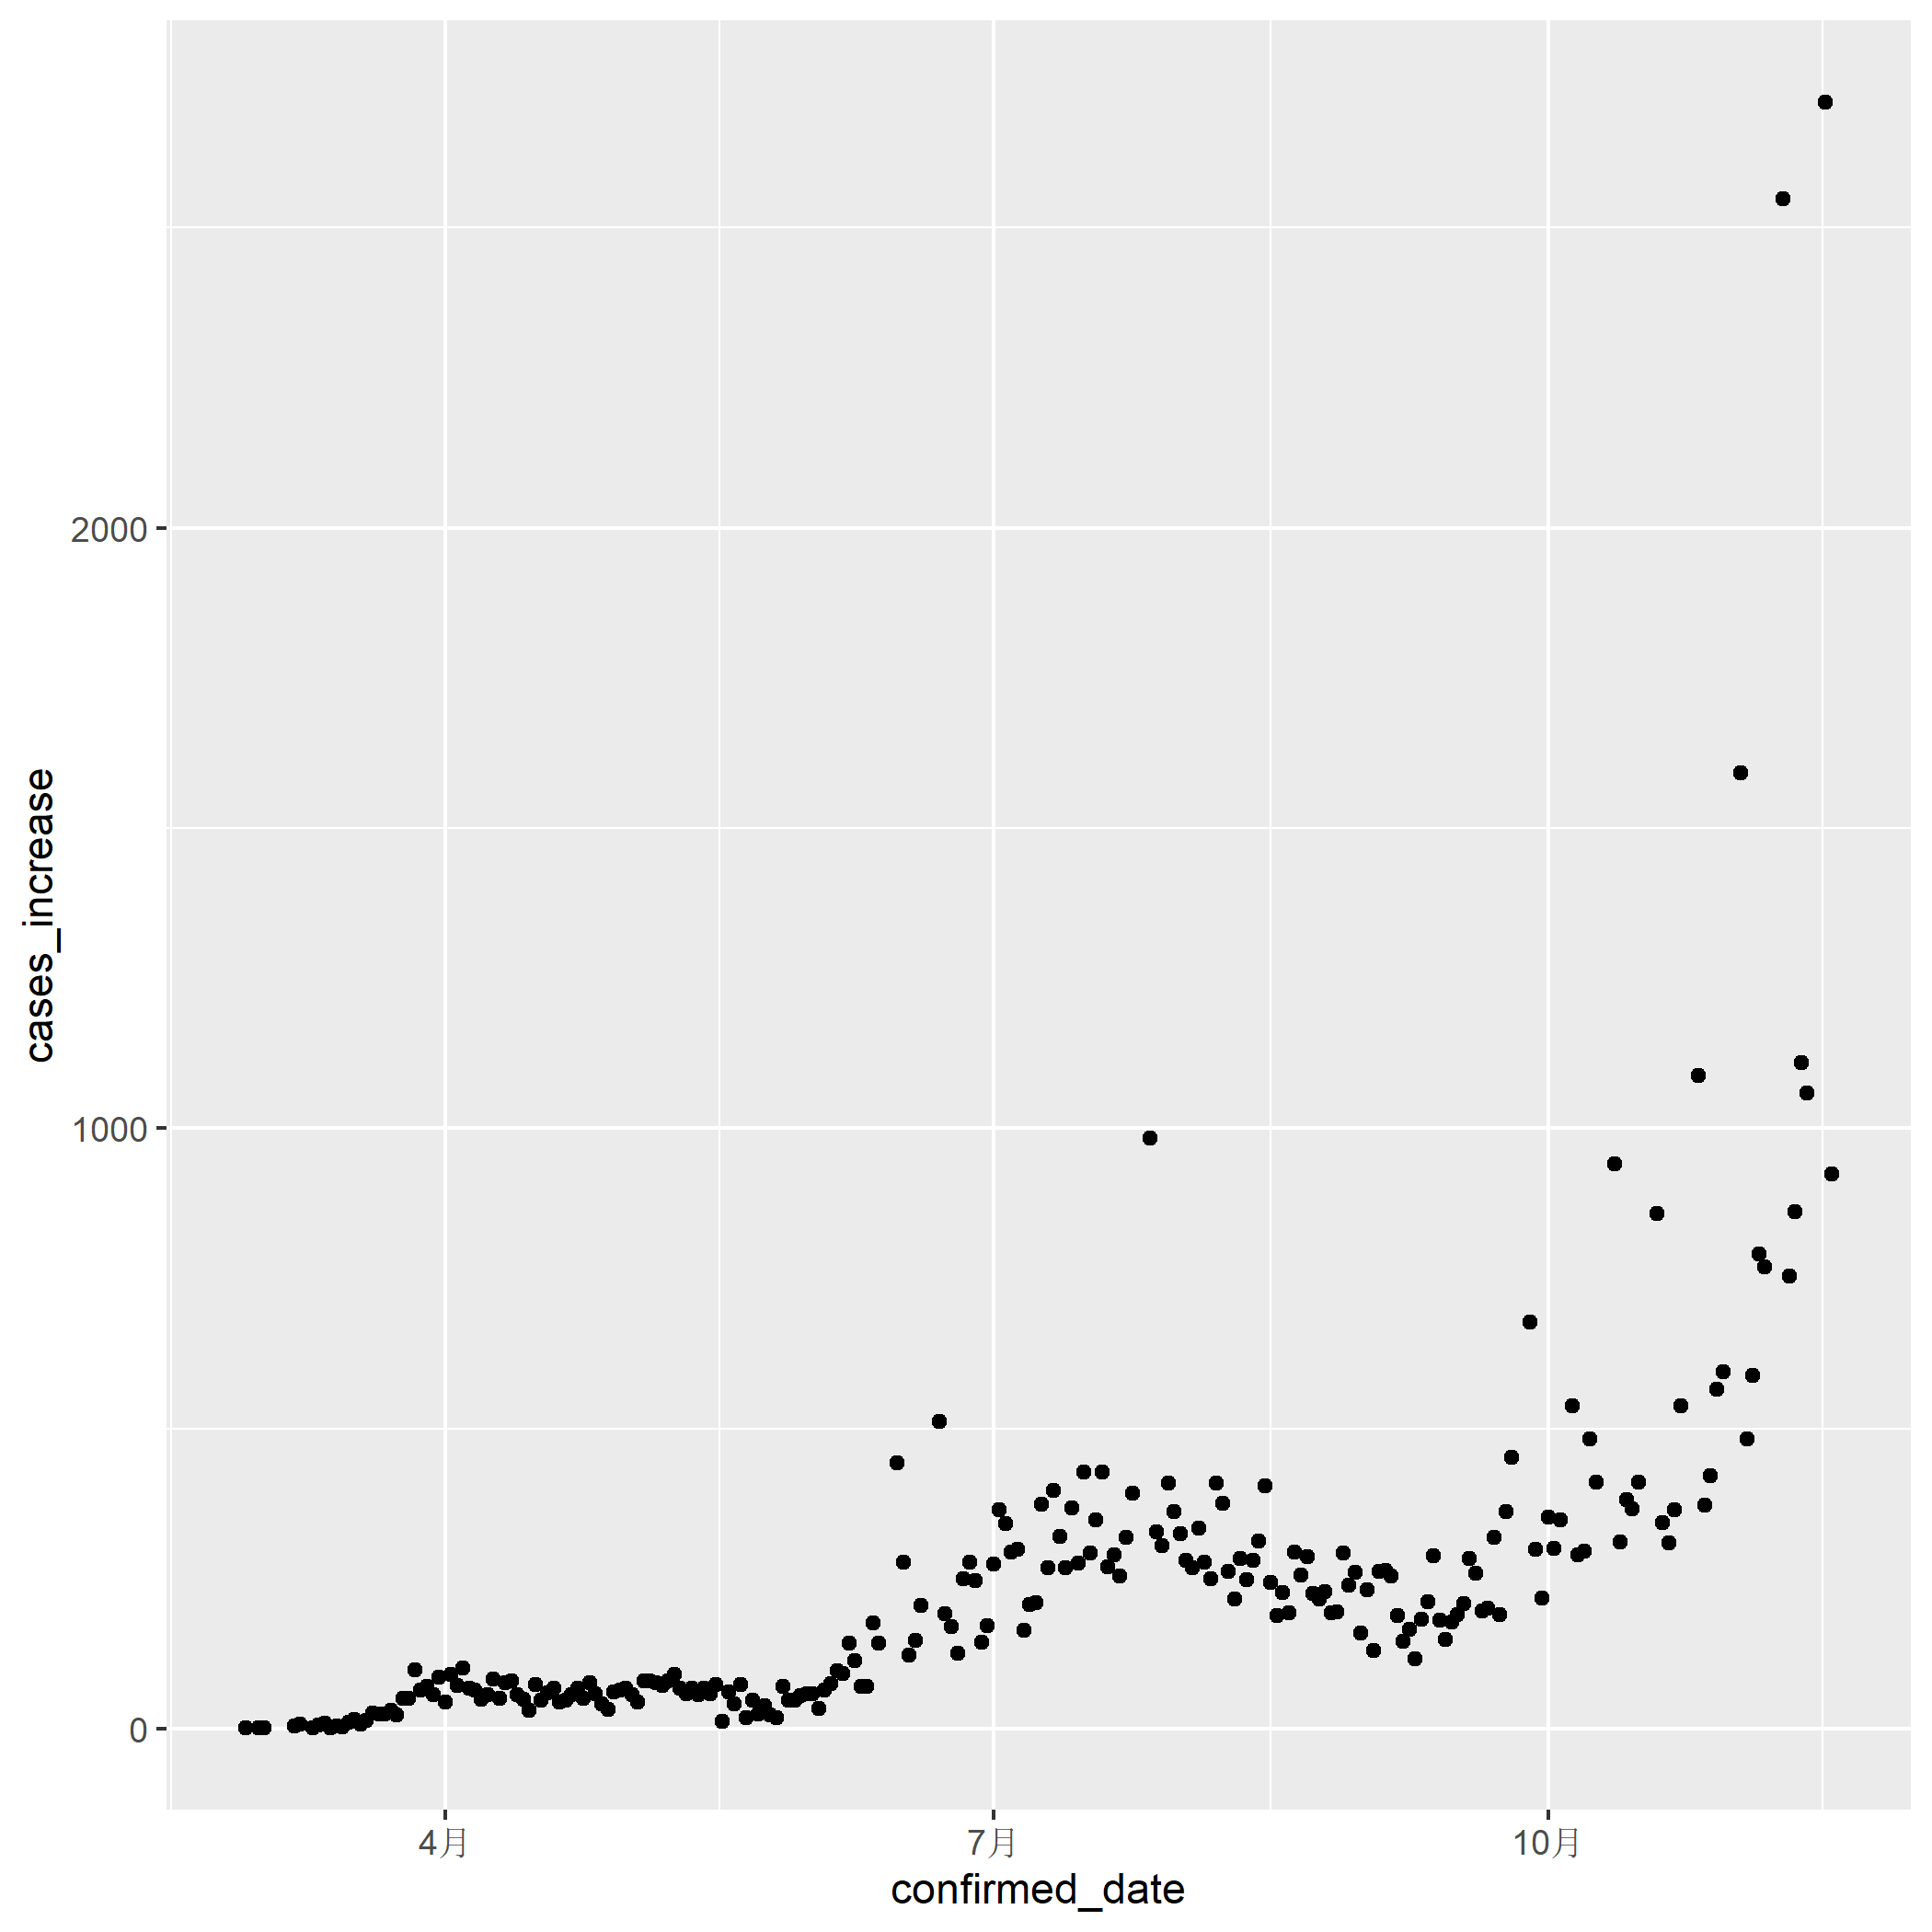 cases_increase
2000
1000
0
4月
7月
10月
confirmed_date